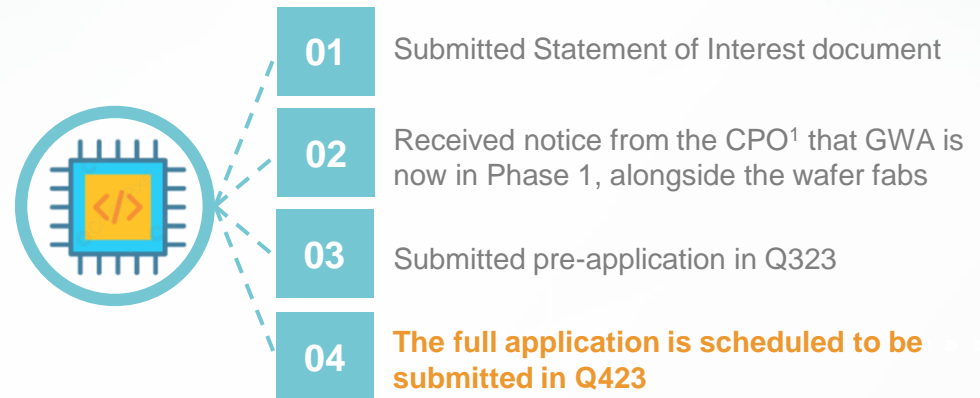 01
Submitted Statement of Interest document
02
Received notice from the CPO¹ that GWA is
now in Phase 1, alongside the wafer fabs
</>
03
Submitted pre-application in Q323
04
The full application is scheduled to be
submitted in Q423